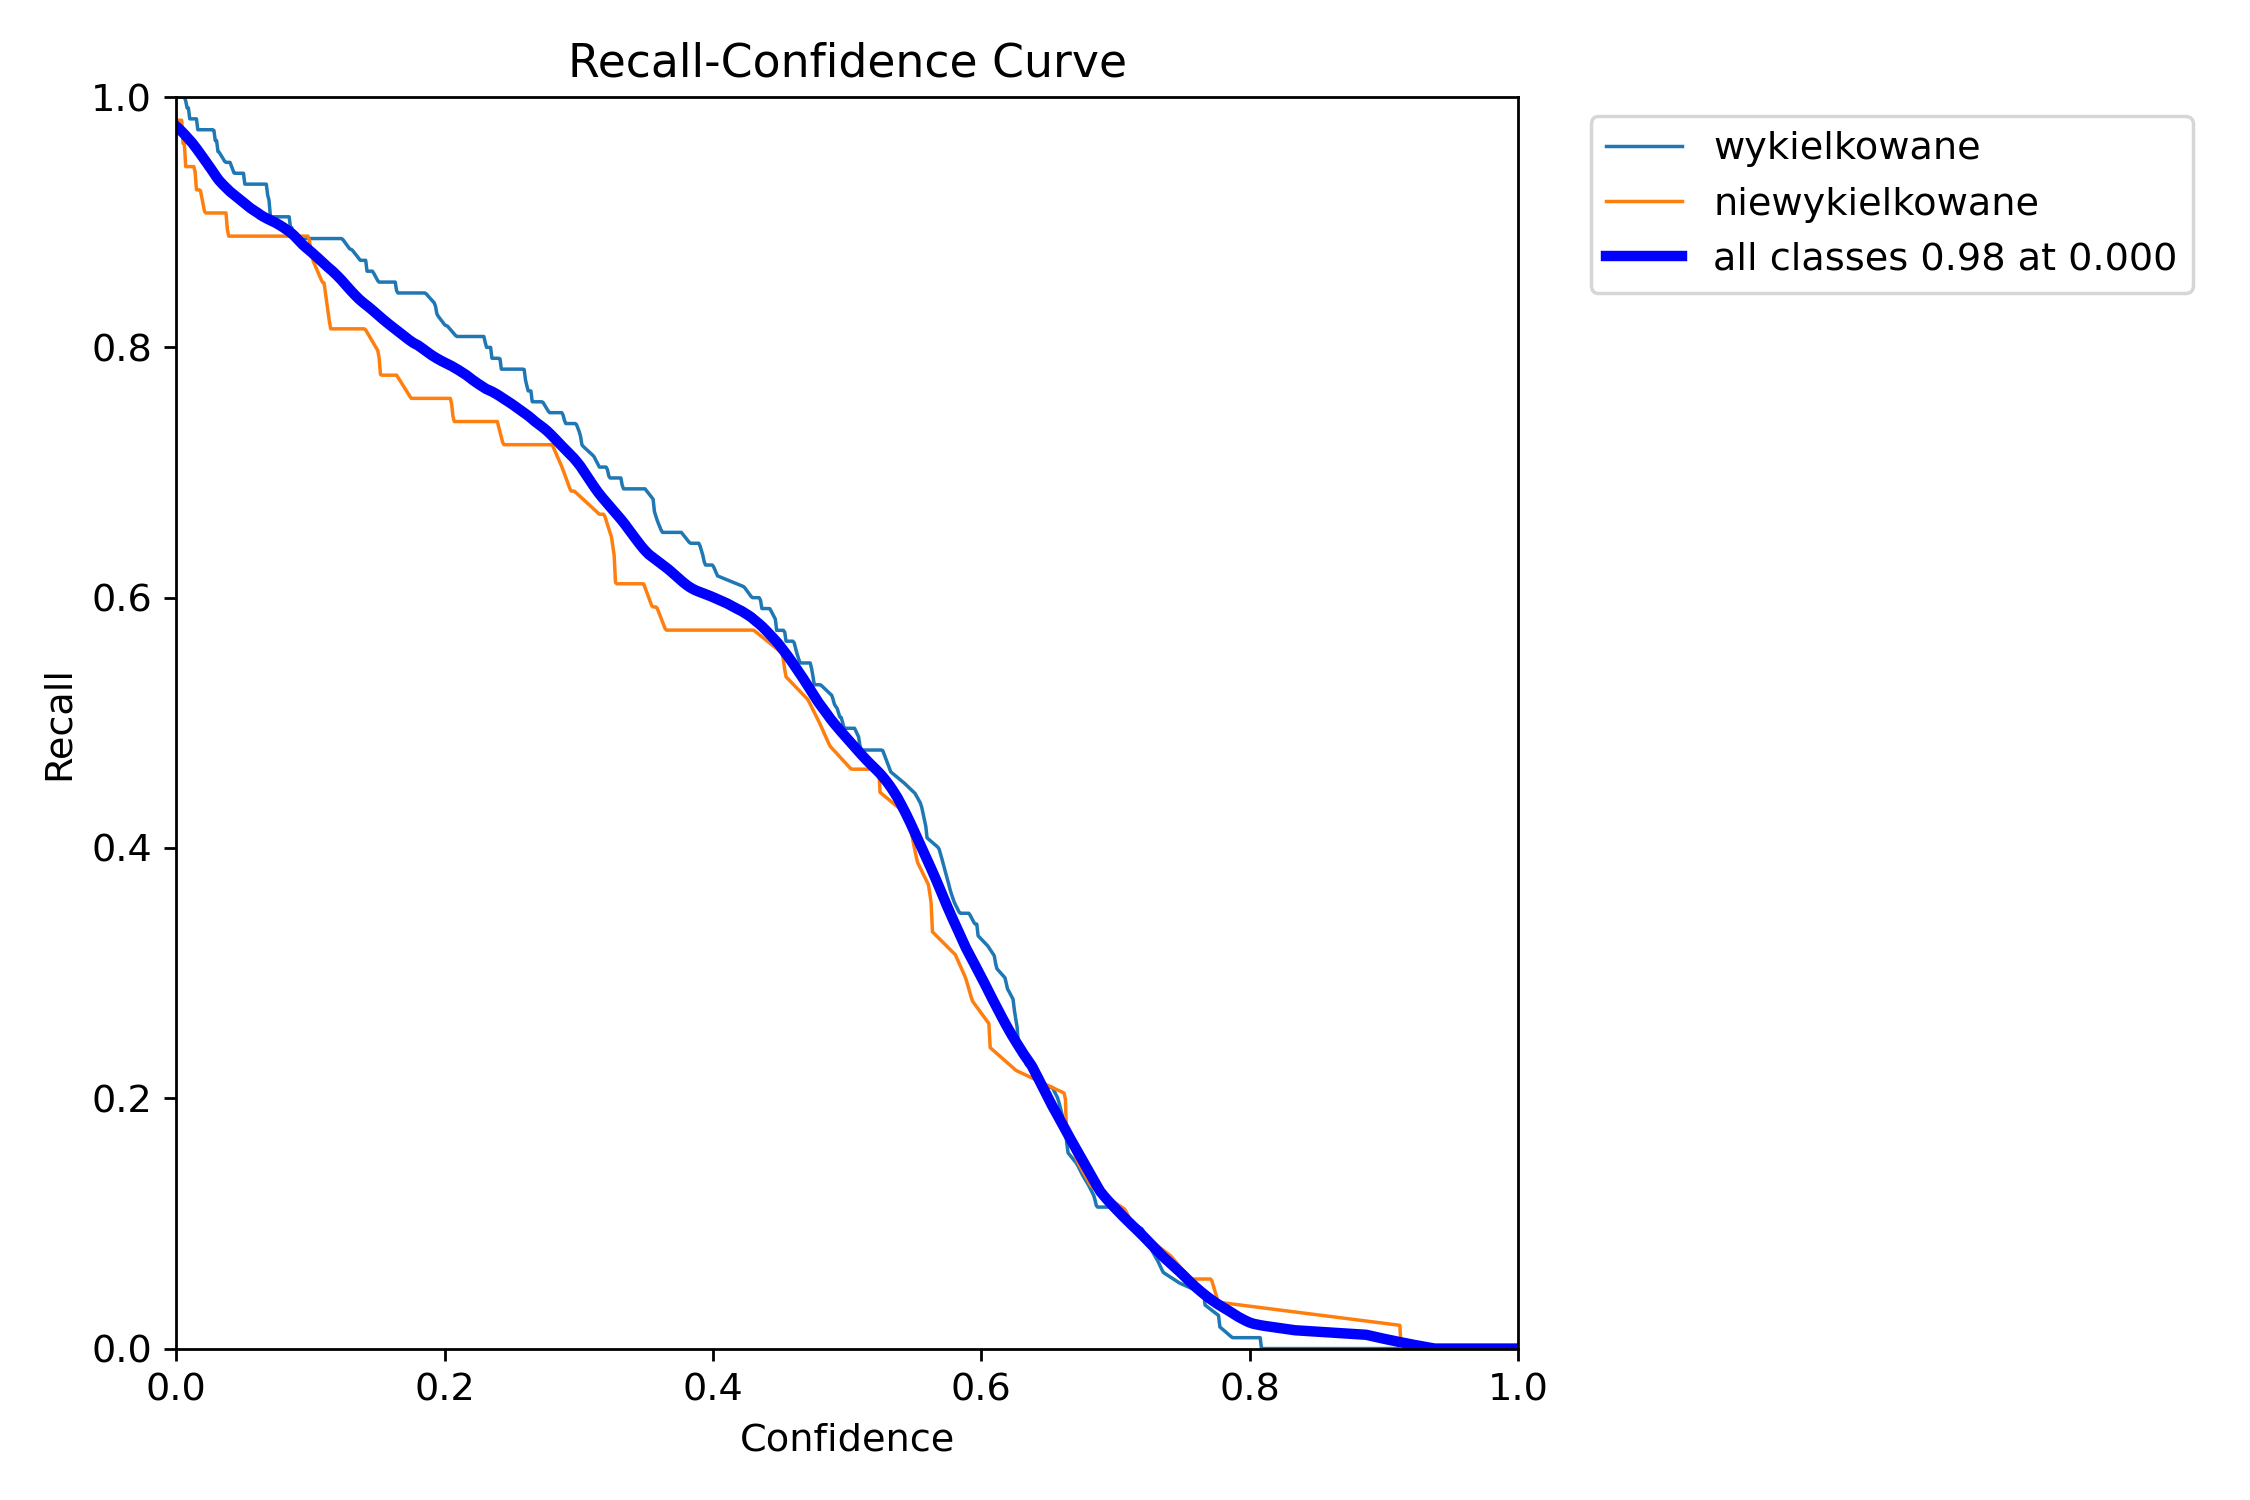 Recall-Confidence Curve
wykielkowane
niewykielkowane
all classes 0.98 at 0.000
1.0
0.8
0.6
0.4
0.2
0.0
Recall
0.0 0.2 0.4 0.6 0.8 1.0
Confidence